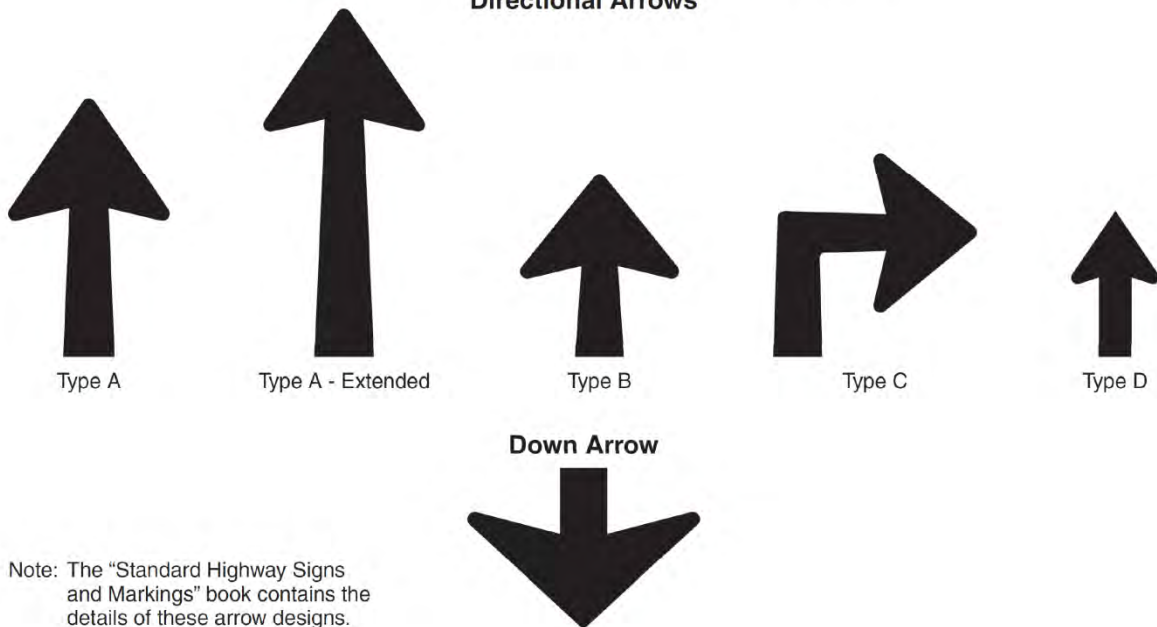 Directional Arrows
Type A
Type A - Extended
Type B
Type C
Type D
Down Arrow
Note: The “Standard Highway Signs
and Markings” book contains the
details of these arrow designs.